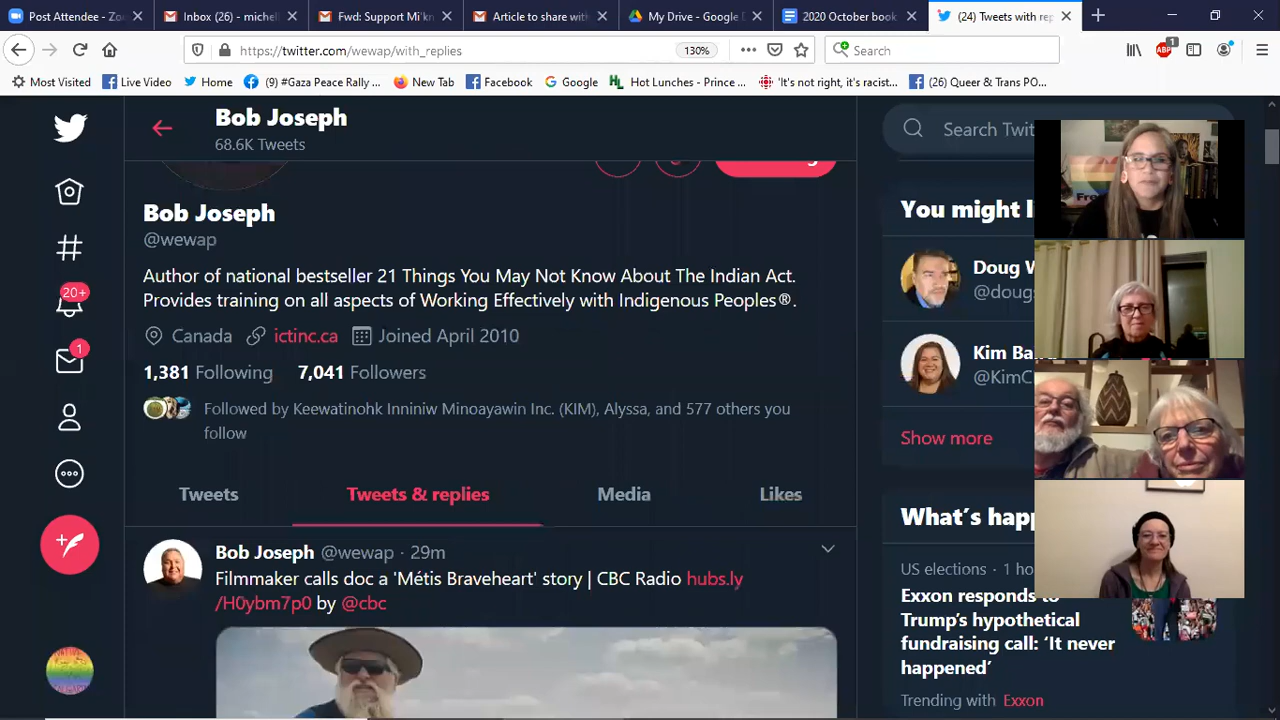 Post Attendee - Zoo
Inbox (26) - michell
Fwd: Support Mi'kn
Article to share with
My Drive - Google D
2020 October book
(24) Tweets with rep
https://twitter.com/wewap/with_replies
130%
Search
1
Most Visited
Live Video
Home
(9) #Gaza Peace Rally ...
New Tab
Facebook
Google
Hot Lunches - Prince ...
'It's not right, it's racist...
(26) Queer & Trans PO...
Bob Joseph
68.6K Tweets
Search Twit
Bob Joseph
@wewap
Author of national bestseller 21 Things You May Not Know About The Indian Act.
Provides training on all aspects of Working Effectively with Indigenous Peoples®.
Canada ictinc.ca Joined April 2010
1,381 Following 7,041 Followers
Followed by Keewatinohk Inniniw Minoayawin Inc. (KIM), Alyssa, and 577 others you
follow
Tweets
Tweets & replies
Media
Likes
Bob Joseph @wewap · 29m
Filmmaker calls doc a 'Métis Braveheart' story | CBC Radio hubs.ly
/H0ybm7p0 by @cbc
20+
1
You might l
Doug W
@doug
Kim Ba
@KimC
Show more
What's happ
US elections · 1 ho
Exxon responds to
Trump's hypothetical
fundraising call: 'It never
happened'
Trending with Exxon